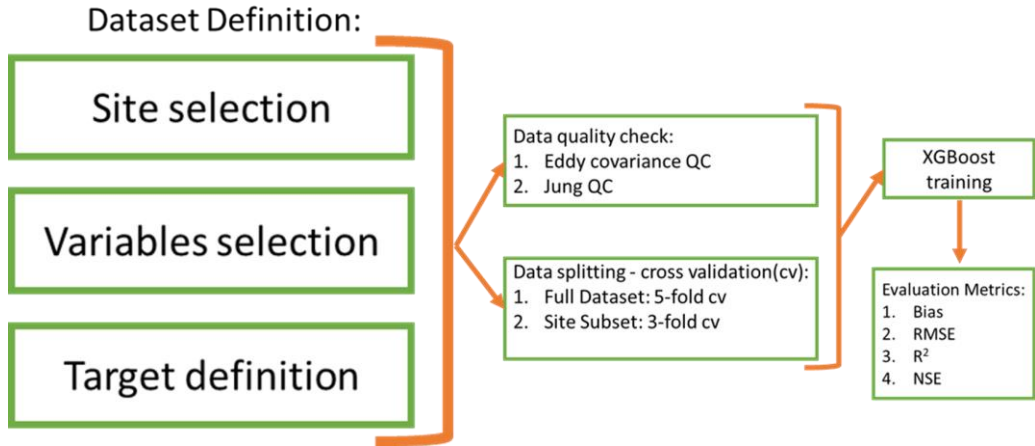 Dataset Definition:
Site selection
Variables selection
Target definition
Data quality check:
1. Eddy covariance QC
2. Jung QC
Data splitting - cross validation(cv):
1. Full Dataset: 5-fold cv
2. Site Subset: 3-fold cv
XGBoost
training
Evaluation Metrics:
1. Bias
2. RMSE
3. R²
4. NSE